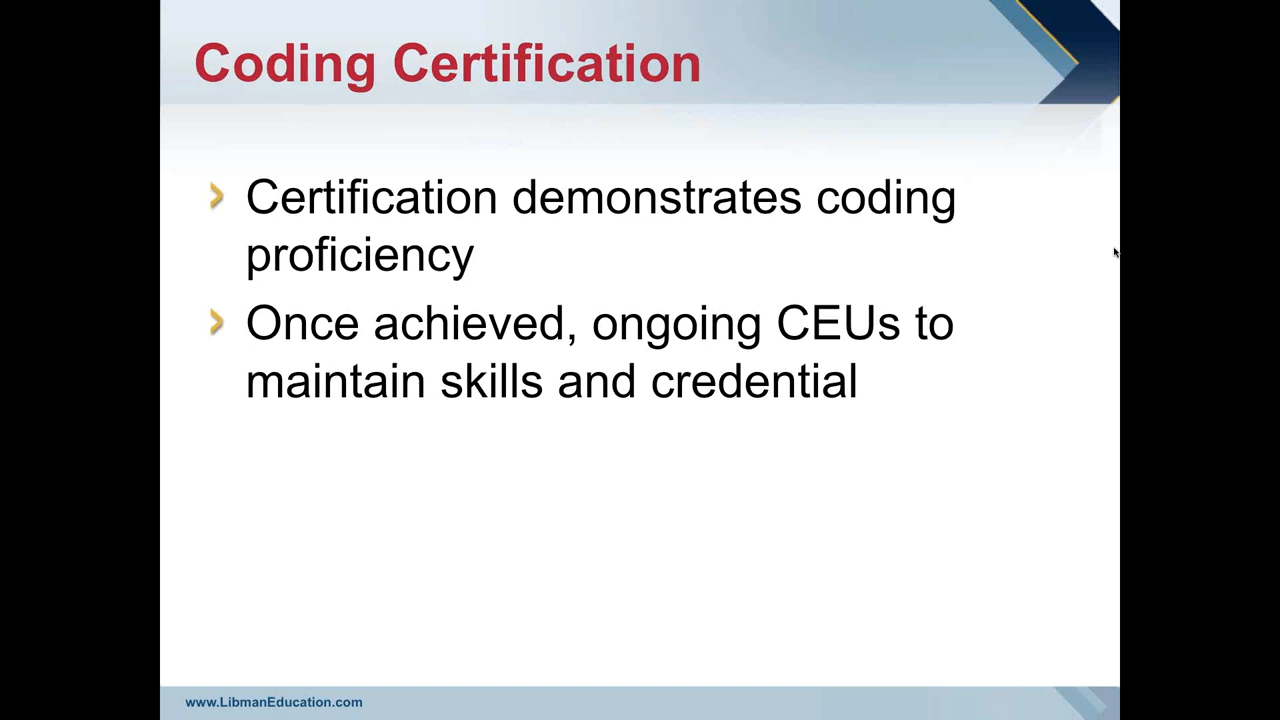 Coding Certification
Certification demonstrates coding
proficiency
Once achieved, ongoing CEUs to
maintain skills and credential
www.LibmanEducation.com